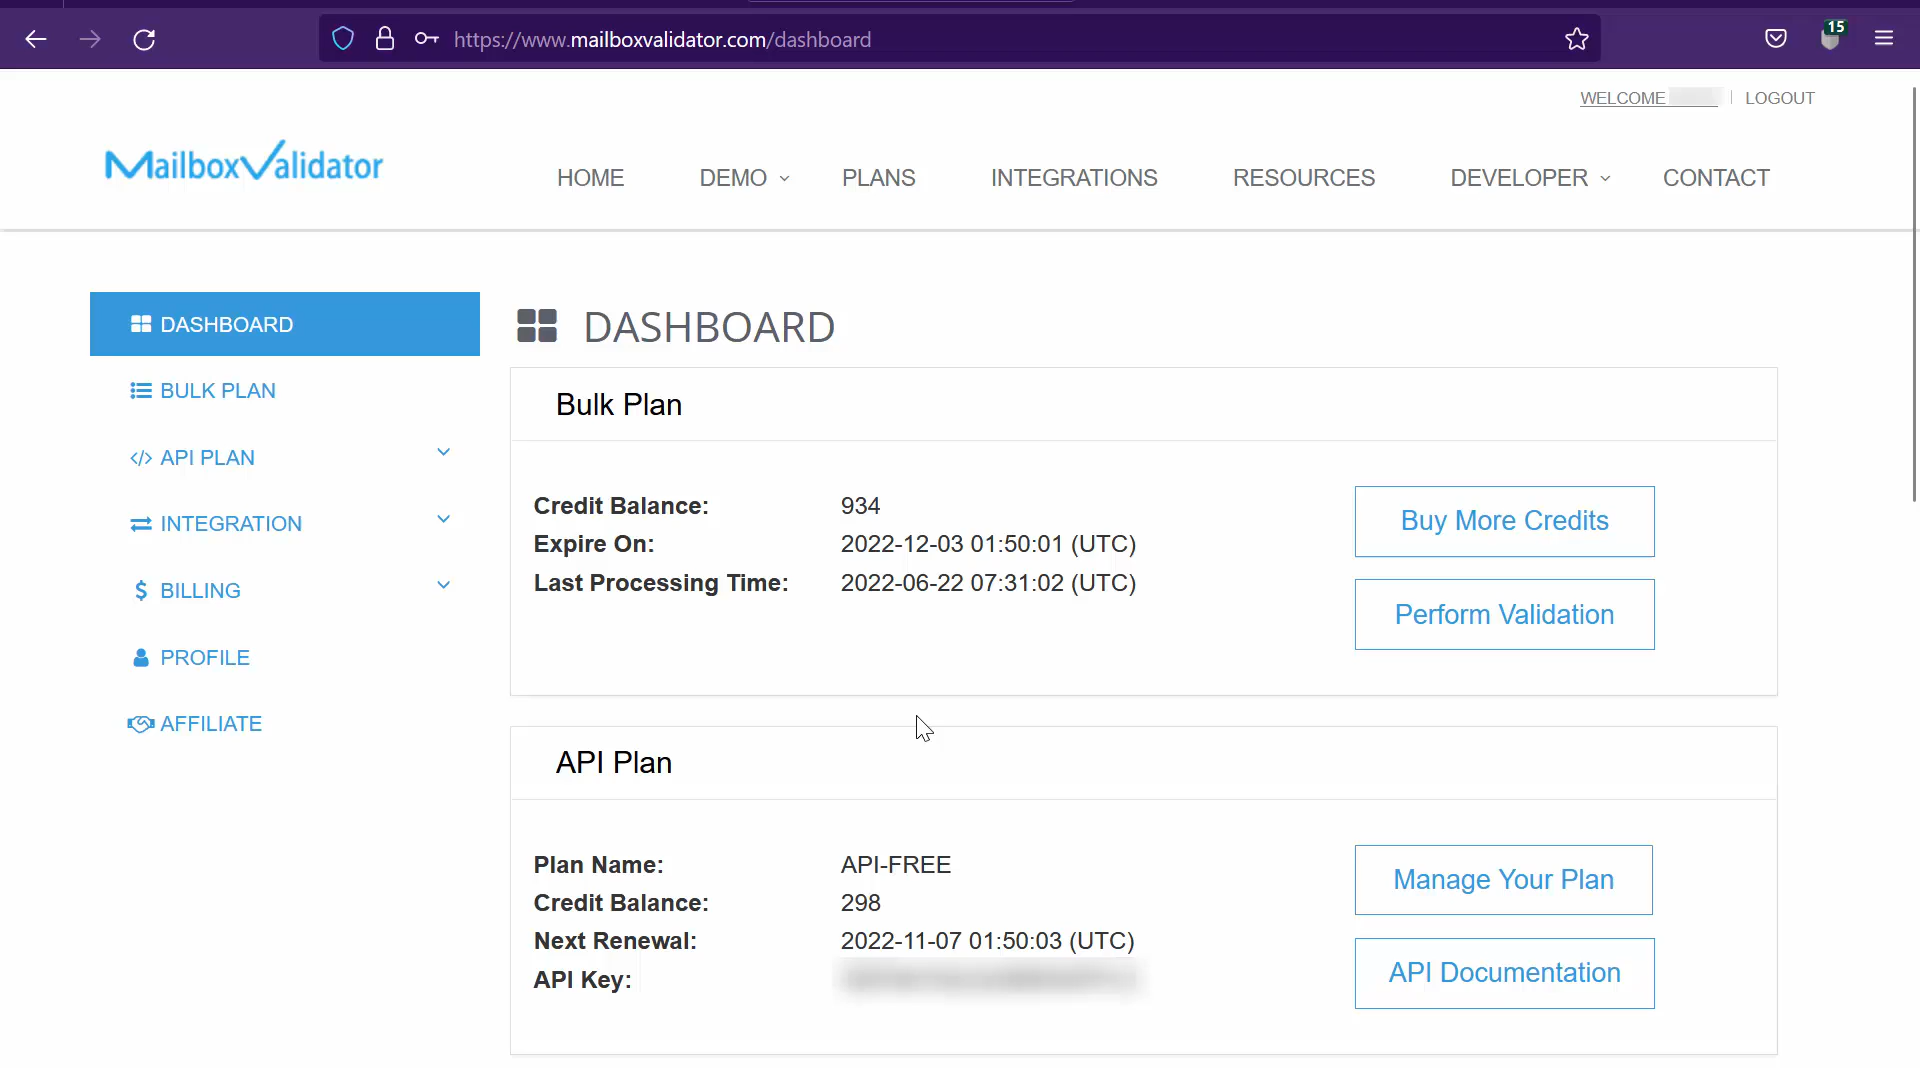 https://www.mailboxvalidator.com/dashboard
15
WELCOME
LOGOUT
MailboxValidator
HOME
DEMO
PLANS
INTEGRATIONS
RESOURCES
DEVELOPER
CONTACT
DASHBOARD
BULK PLAN
API PLAN
INTEGRATION
BILLING
PROFILE
AFFILIATE
DASHBOARD
Bulk Plan
Credit Balance: 934
Expire On: 2022-12-03 01:50:01 (UTC)
Last Processing Time: 2022-06-22 07:31:02 (UTC)
Buy More Credits
Perform Validation
API Plan
Plan Name: API-FREE
Credit Balance: 298
Next Renewal: 2022-11-07 01:50:03 (UTC)
API Key:
Manage Your Plan
API Documentation